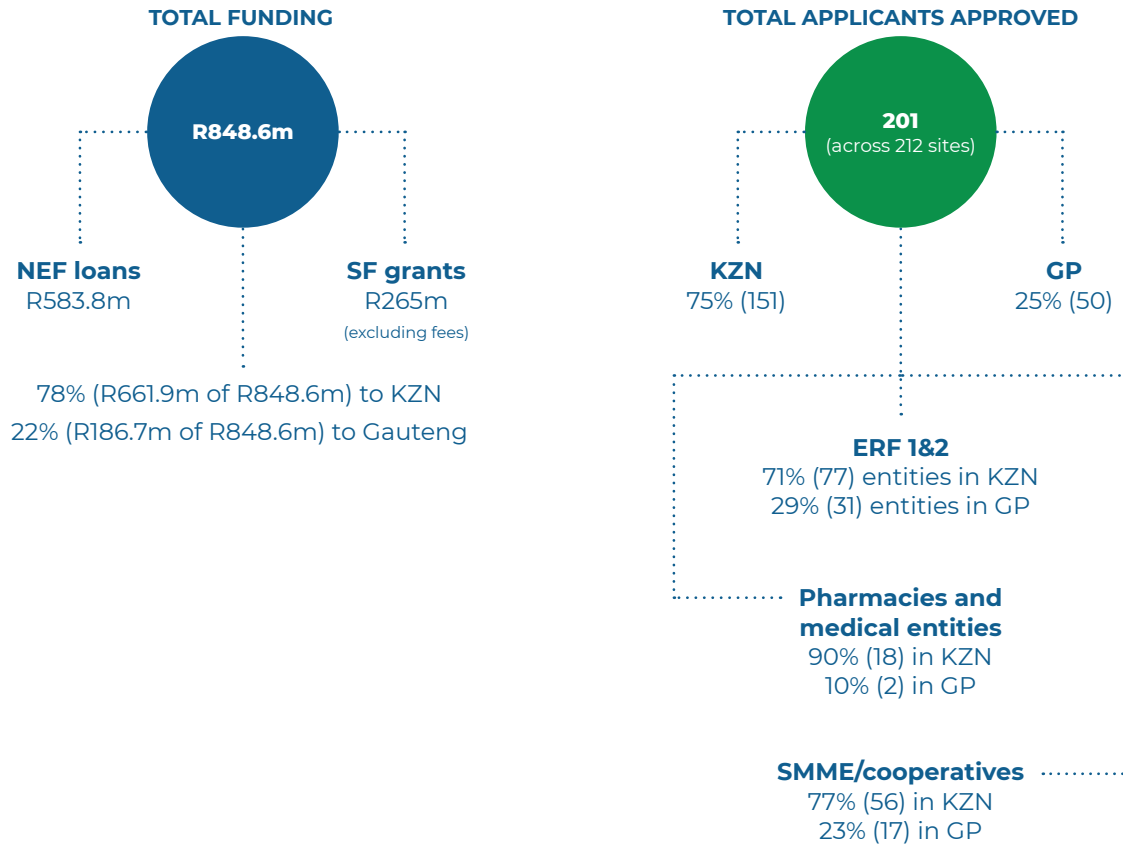 TOTAL FUNDING
R848.6m
NEF loans
R583.8m
SF grants
R265m
(excluding fees)
78% (R661.9m of R848.6m) to KZN
22% (R186.7m of R848.6m) to Gauteng
TOTAL APPLICANTS APPROVED
201
(across 212 sites)
KZN
75% (151)
GP
25% (50)
ERF 1&2
71% (77) entities in KZN
29% (31) entities in GP
Pharmacies and
medical entities
90% (18) in KZN
10% (2) in GP
SMME/cooperatives
77% (56) in KZN
23% (17) in GP